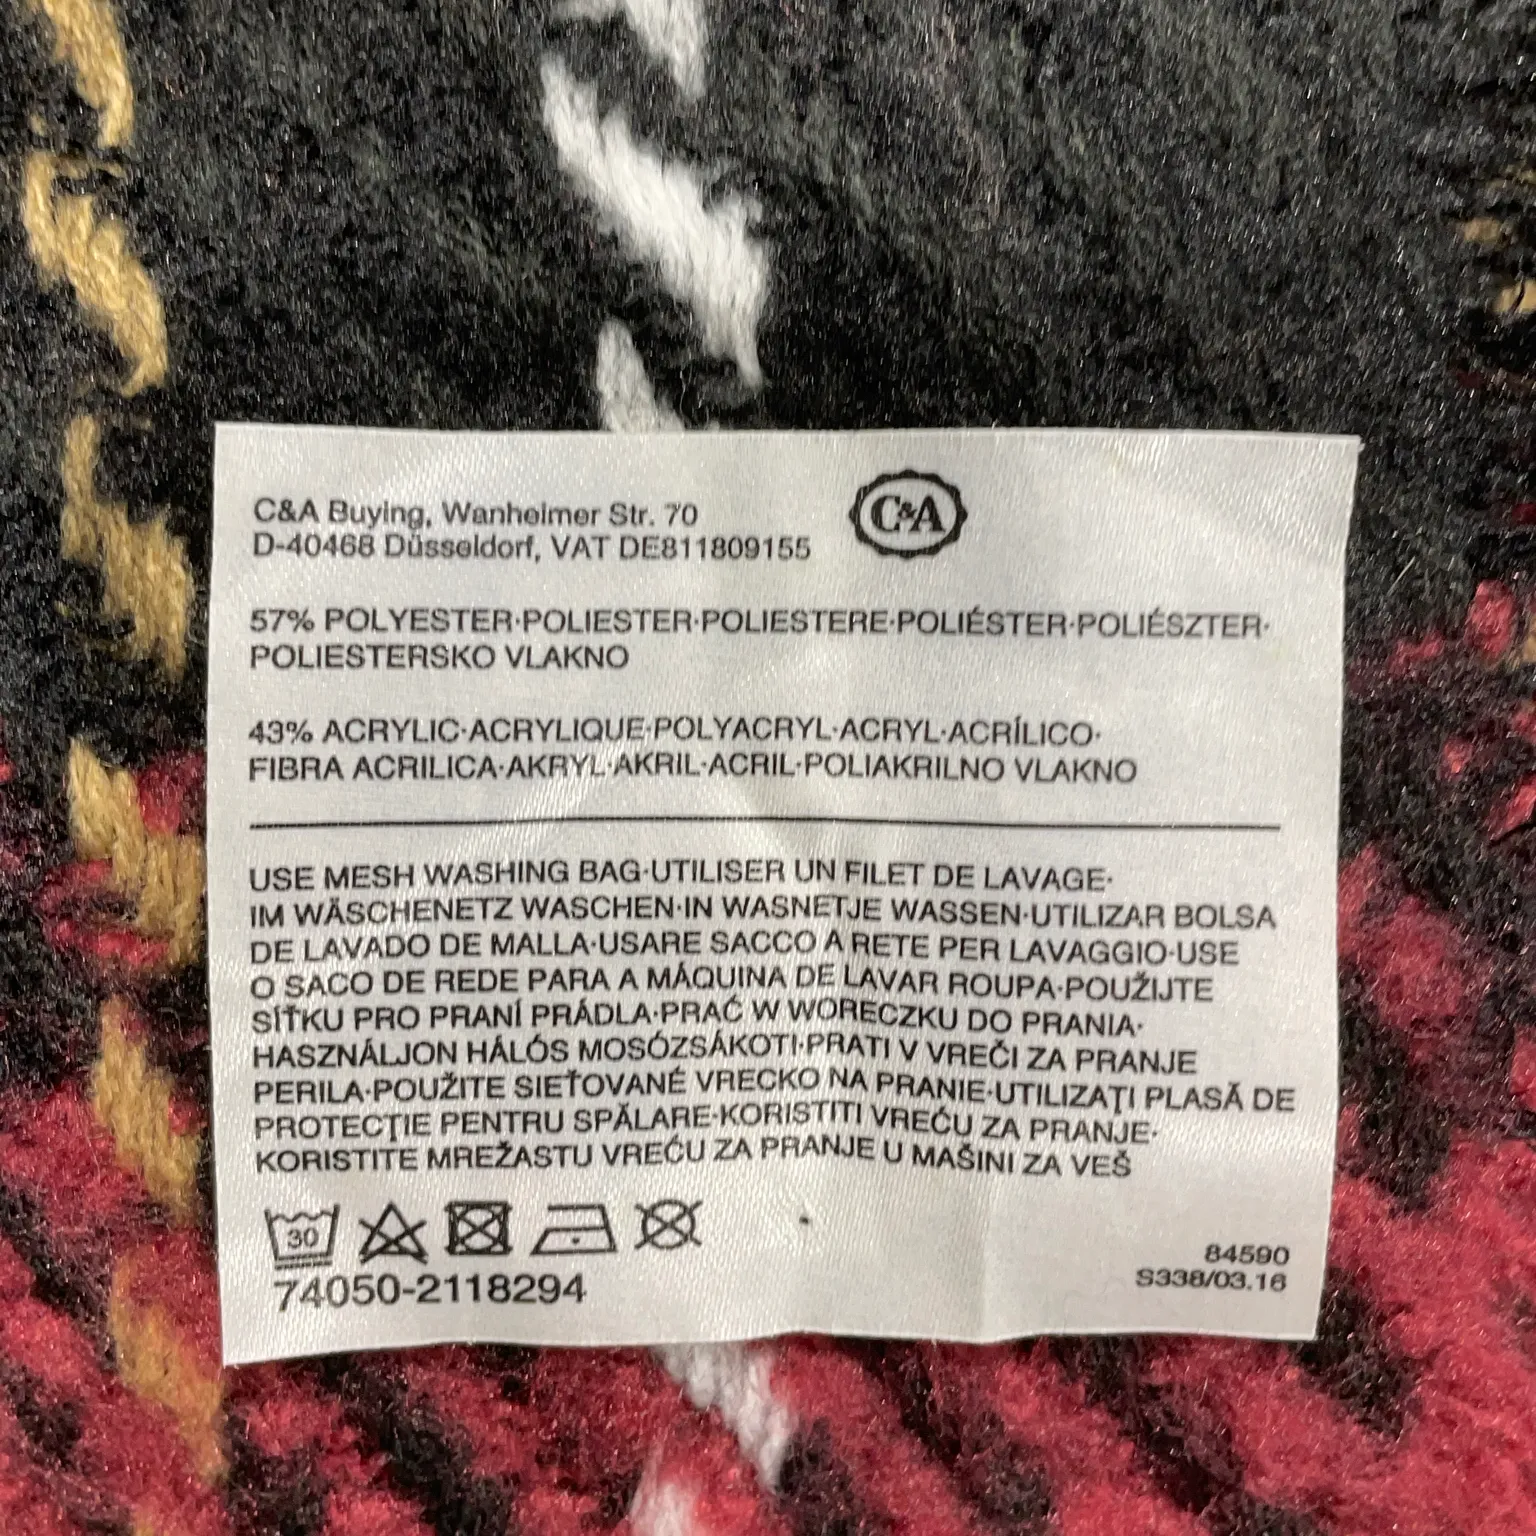 C&A Buying, Wanheimer Str. 70
D-40468 Düsseldorf, VAT DE811809155
C&A
57% POLYESTER·POLIESTER·POLIESTERE·POLIÉSTER·POLIÉSZTER·
POLIESTERSKO VLAKNO
43% ACRYLIC·ACRYLIQUE·POLYACRYL·ACRYL·ACRÍLICO·
FIBRA ACRILICA·AKRYL·AKRIL·ACRIL·POLIAKRILNO VLAKNO
USE MESH WASHING BAG·UTILISER UN FILET DE LAVAGE·
IM WÄSCHENETZ WASCHEN·IN WASNETJE WASSEN·UTILIZAR BOLSA
DE LAVADO DE MALLA·USARE SACCO A RETE PER LAVAGGIO·USE
O SACO DE REDE PARA A MÁQUINA DE LAVAR ROUPA·POUŽIJTE
SÍŤKU PRO PRANÍ PRÁDLA·PRAĆ W WORECZKU DO PRANIA·
HASZNÁLJON HÁLÓS MOSÓZSÁKOT·PRATI V VREČI ZA PRANJE
PERILA·POUŽITE SIEŤOVANÉ VRECKO NA PRANIE·UTILIZAȚI PLASĂ DE
PROTECȚIE PENTRU SPĂLARE·KORISTITI VREĆU ZA PRANJE·
KORISTITE MREŽASTU VREĆU ZA PRANJE U MAŠINI ZA VEŠ
30
74050-2118294
84590
S338/03.16